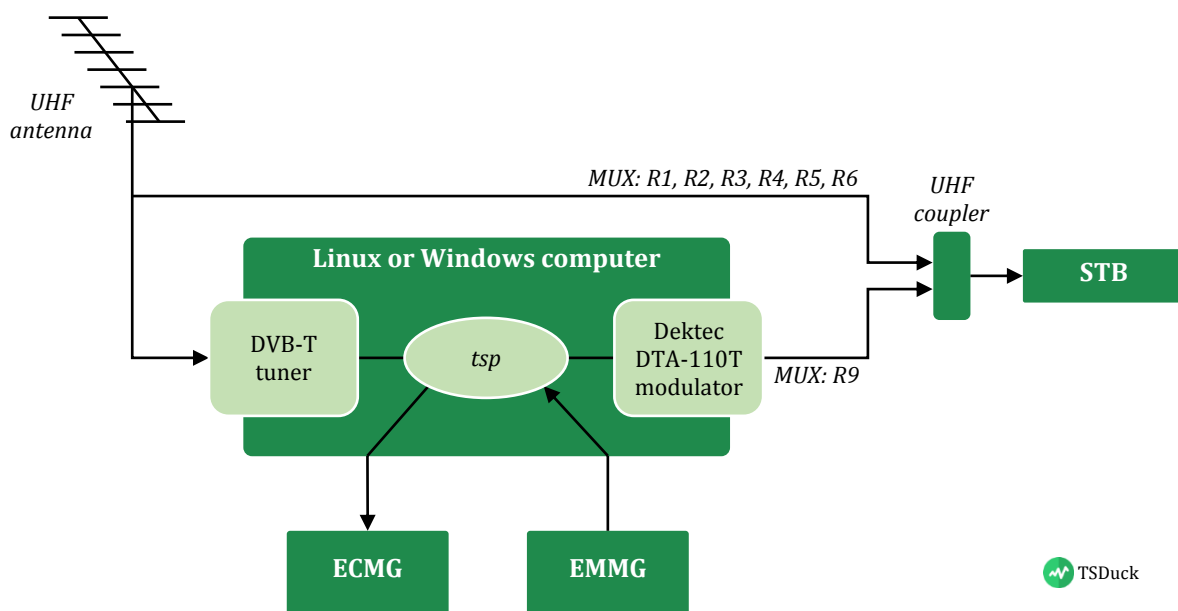 UHF
antenna
MUX: R1, R2, R3, R4, R5, R6
UHF
coupler
Linux or Windows computer
STB
DVB-T
tuner
tsp
Dektec
DTA-110T
modulator
MUX: R9
ECMG
EMMG
TSDuck